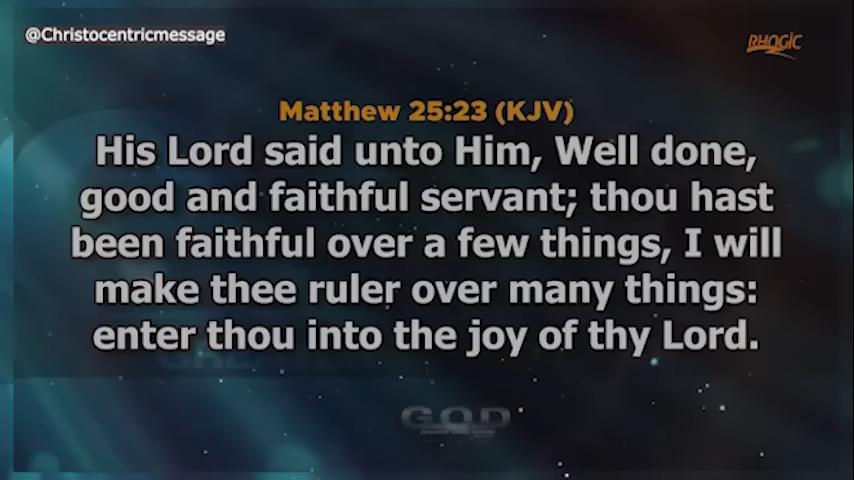 @Christocentricmessage
RHOGIC
Matthew 25:23 (KJV)
His Lord said unto Him, Well done,
good and faithful servant; thou hast
been faithful over a few things, I will
make thee ruler over many things:
enter thou into the joy of thy Lord.
G.O.D